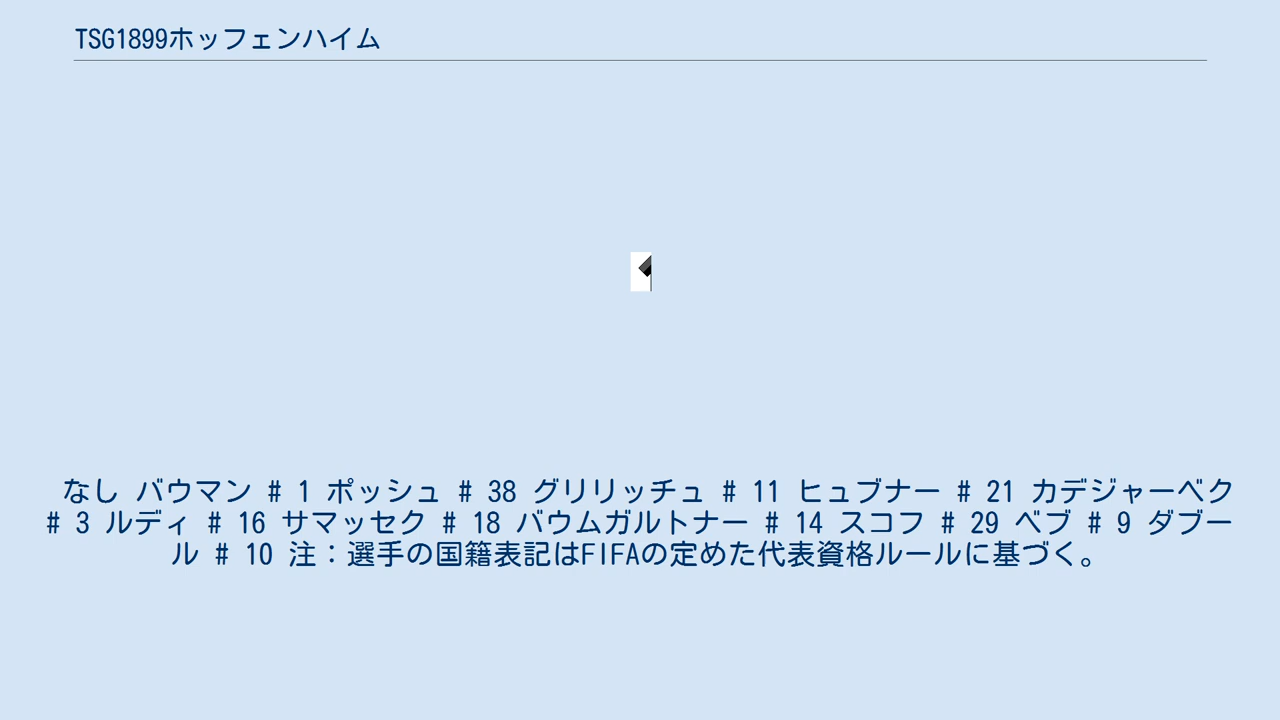 TSG1899ホッフェンハイム
なし バウマン # 1 ポッシュ # 38 グリリッチュ # 11 ヒュブナー # 21 カデジャーベク
# 3 ルディ # 16 サマッセク # 18 バウムガルトナー # 14 スコフ # 29 ベブ # 9 ダブー
ル # 10 注：選手の国籍表記はFIFAの定めた代表資格ルールに基づく。